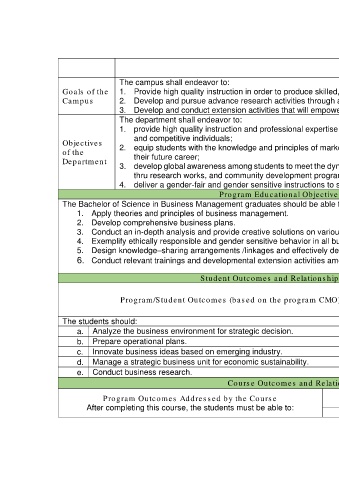 The campus shall endeavor to:
Goals of the Campus
1. Provide high quality instruction in order to produce skilled,
2. Develop and pursue advance research activities through
3. Develop and conduct extension activities that will empowe
The department shall endeavor to:
Objectives of the Department
1. provide high quality instruction and professional expertise
and competitive individuals;
2. equip students with the knowledge and principles of mark
their future career;
3. develop global awareness among students to meet the dyn
thru research works, and community development progra
4. deliver a gender-fair and gender sensitive instructions to s
Program Educational Objective
The Bachelor of Science in Business Management graduates should be able
1. Apply theories and principles of business management.
2. Develop comprehensive business plans.
3. Conduct an in-depth analysis and provide creative solutions on variou
4. Exemplify ethically responsible and gender sensitive behavior in all bu
5. Design knowledge-sharing arrangements /linkages and effectively de
6. Conduct relevant trainings and developmental extension activities am
Student Outcomes and Relationship
Program/Student Outcomes (based on the program CMO)
The students should:
a. Analyze the business environment for strategic decision.
b. Prepare operational plans.
c. Innovate business ideas based on emerging industry.
d. Manage a strategic business unit for economic sustainability.
e. Conduct business research.
Course Outcomes and Relati
Program Outcomes Addressed by the Course
After completing this course, the students must be able to: